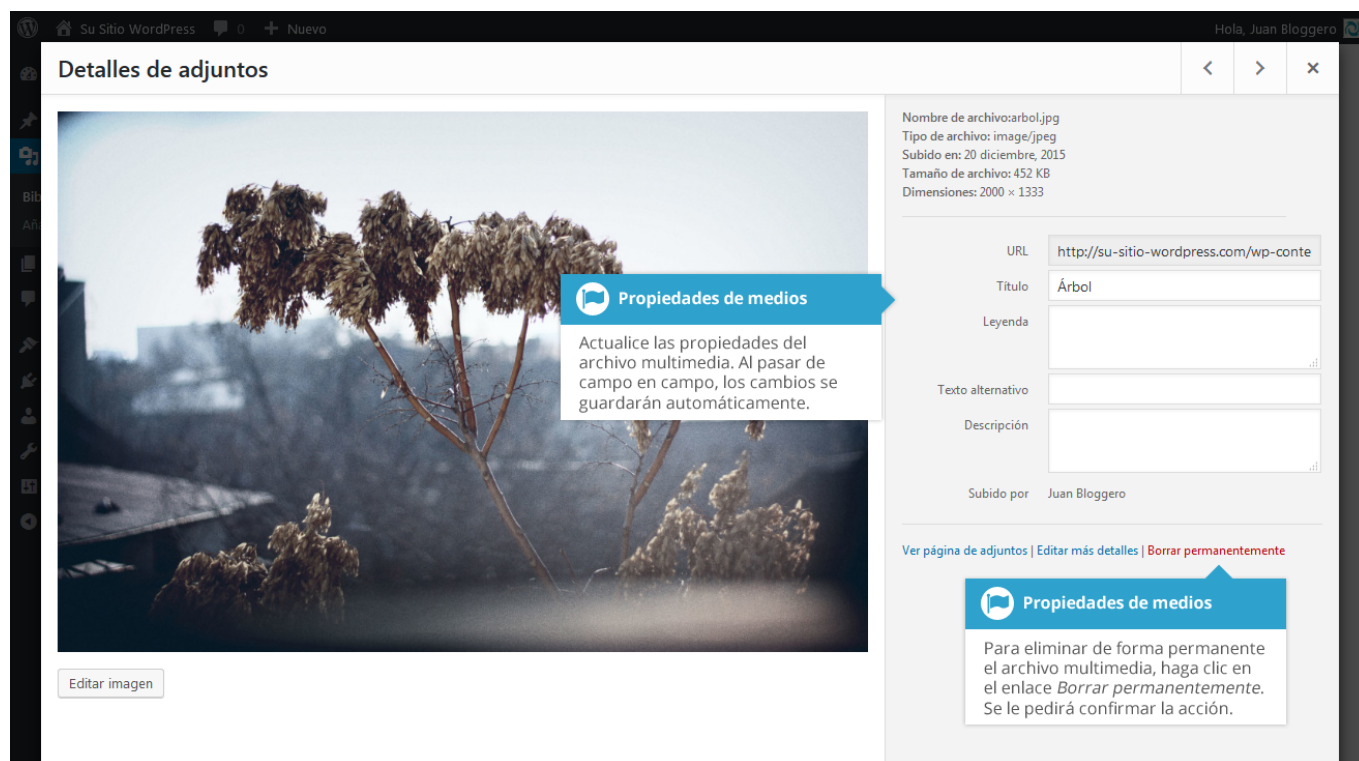 Su Sitio WordPress 0 + Nuevo Hola, Juan Bloggero
Detalles de adjuntos
Bib
Aña
Nombre de archivo:arbol.jpg
Tipo de archivo: image/jpeg
Subido en: 20 diciembre, 2015
Tamaño de archivo: 452 KB
Dimensiones: 2000 × 1333
URL http://su-sitio-wordpress.com/wp-conte
Título Árbol
Leyenda
Texto alternativo
Descripción
Subido por Juan Bloggero
Ver página de adjuntos | Editar más detalles | Borrar permanentemente
Propiedades de medios
Actualice las propiedades del
archivo multimedia. Al pasar de
campo en campo, los cambios se
guardarán automáticamente.
Propiedades de medios
Para eliminar de forma permanente
el archivo multimedia, haga clic en
el enlace Borrar permanentemente.
Se le pedirá confirmar la acción.
Editar imagen